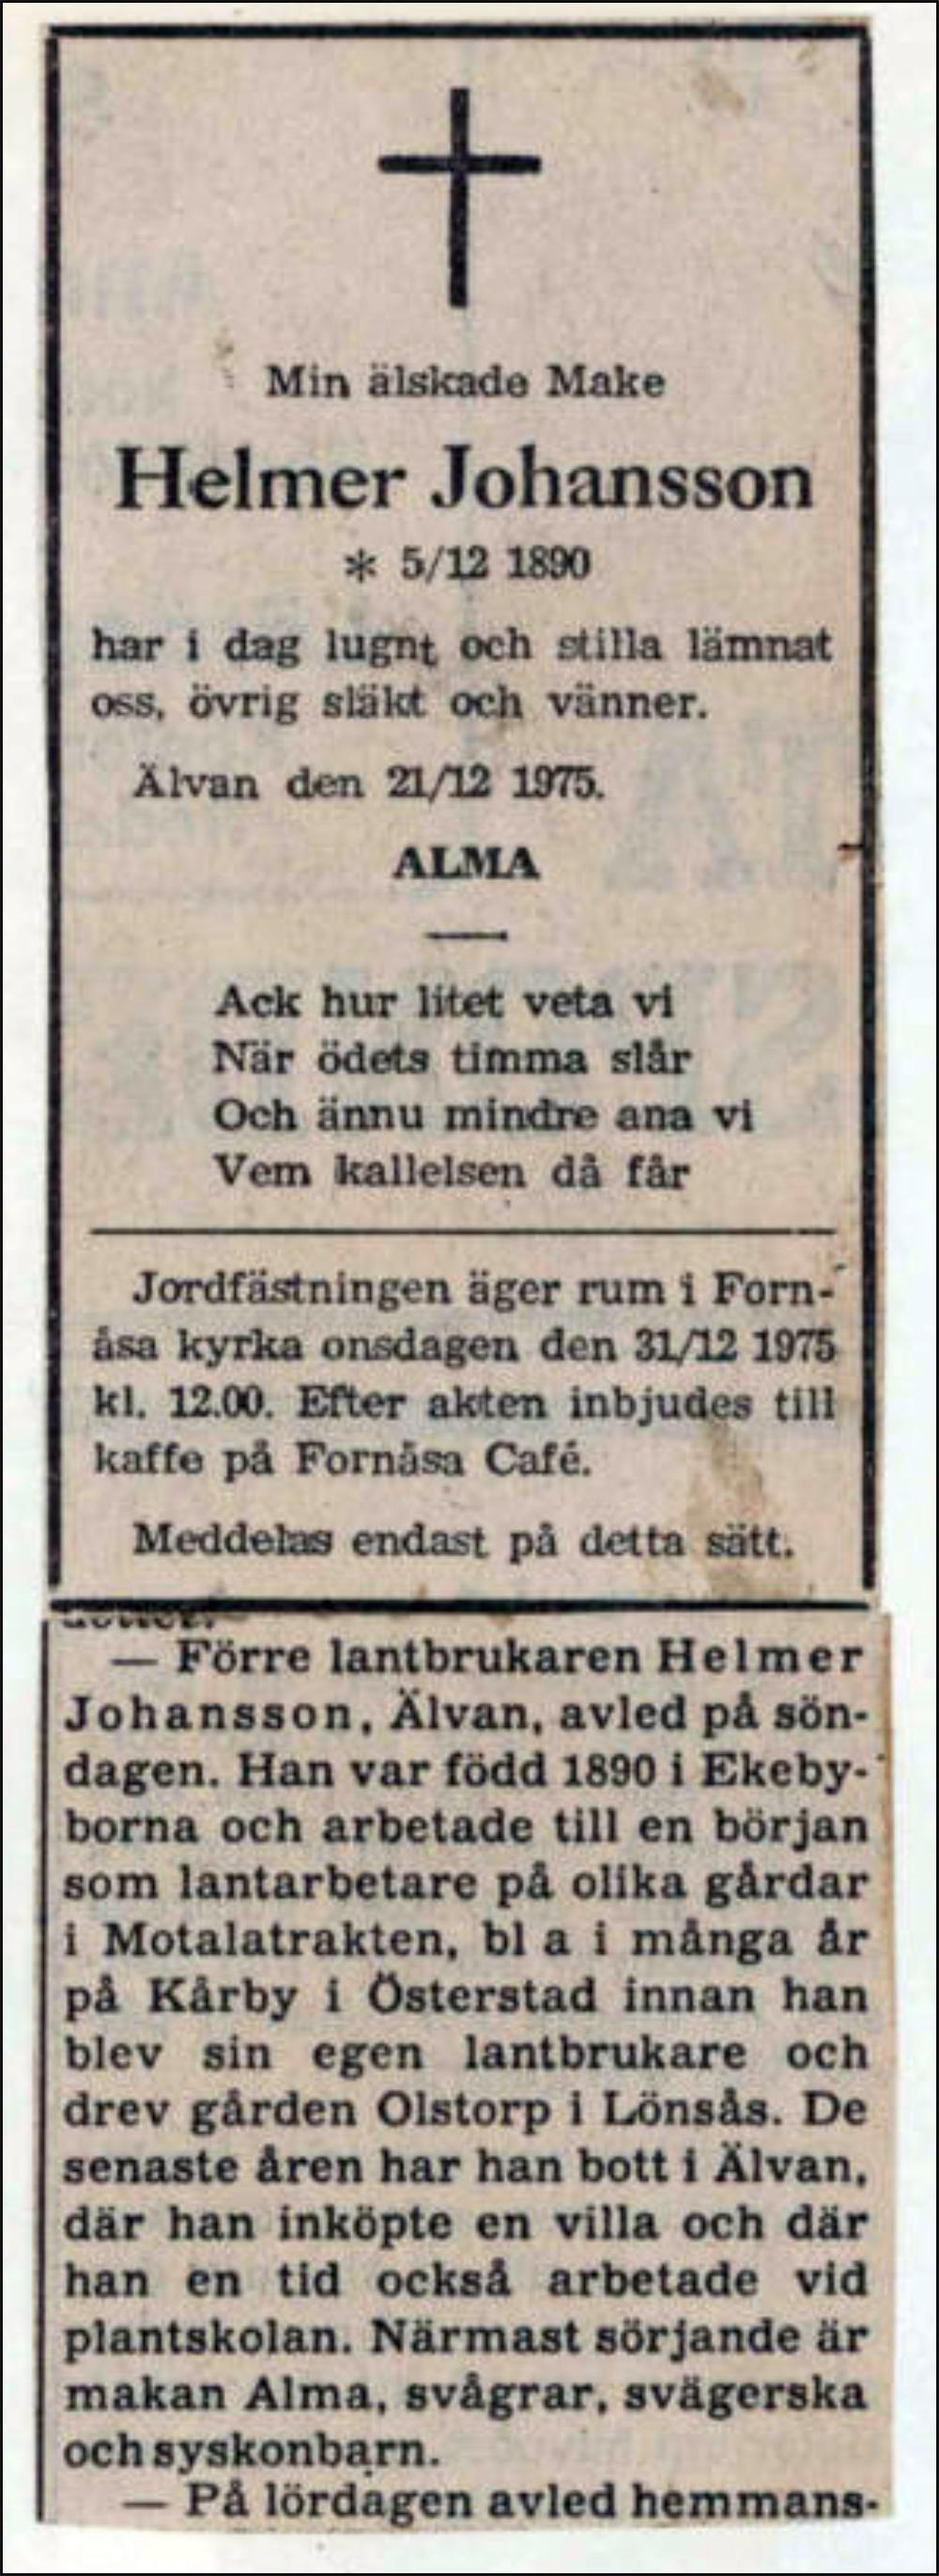 Min älskade Make
Helmer Johansson
* 5/12 1890
har i dag lugnt och stilla lämnat
oss, övrig släkt och vänner.
Älvan den 21/12 1975.
ALMA
Ack hur litet veta vi
När ödets timma slår
Och ännu mindre ana vi
Vem kallelsen då får
Jordfästningen äger rum i Forn-
åsa kyrka onsdagen den 31/12 1975
kl. 12.00. Efter akten inbjudes till
kaffe på Fornåsa Café.
Meddelas endast på detta sätt.
— Förre lantbrukaren Helmer
Johansson, Älvan, avled på sön-
dagen. Han var född 1890 i Ekeby-
borna och arbetade till en början
som lantarbetare på olika gårdar
i Motalatrakten, bl a i många år
på Kårby i Österstad innan han
blev sin egen lantbrukare och
drev gården Olstorp i Lönsås. De
senaste åren har han bott i Älvan,
där han inköpte en villa och där
han en tid också arbetade vid
plantskolan. Närmast sörjande är
makan Alma, svågrar, svägerska
och syskonbarn.
— På lördagen avled hemmans-